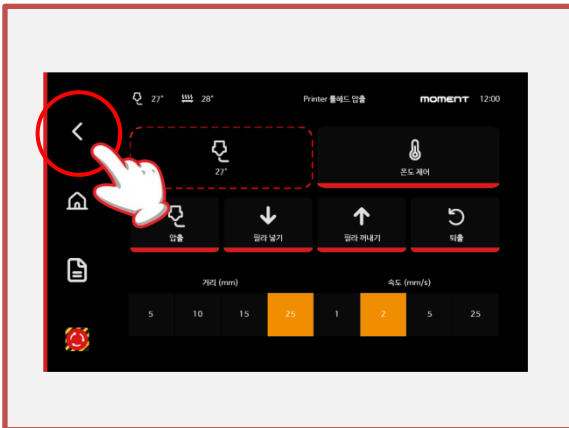 27° 28° Printer 툴헤드 압출 moment 12:00
27° 온도 제어
압출 필라 넣기 필라 꺼내기 퇴출
거리 (mm) 속도 (mm/s)
5 10 15 25 1 2 5 25